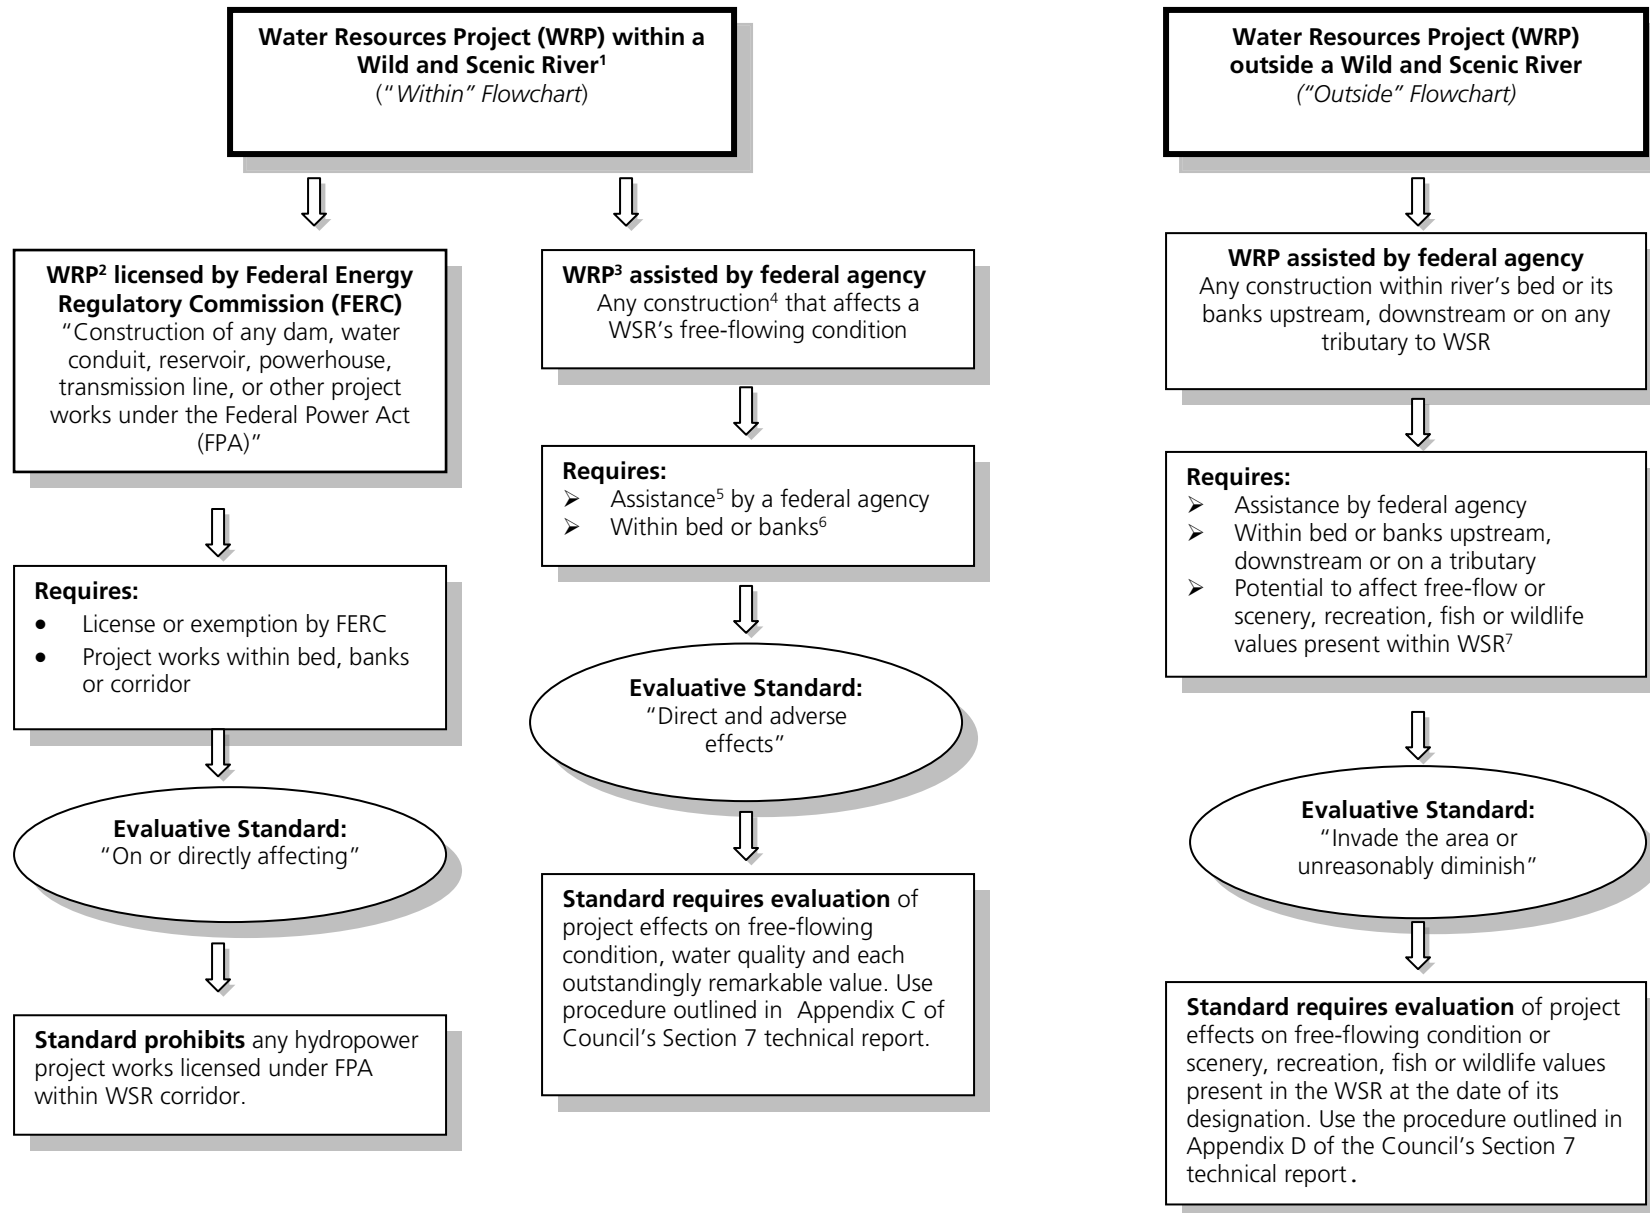 Water Resources Project (WRP) within a
Wild and Scenic River¹
(“Within” Flowchart)
WRP² licensed by Federal Energy
Regulatory Commission (FERC)
“Construction of any dam, water
conduit, reservoir, powerhouse,
transmission line, or other project
works under the Federal Power Act
(FPA)”
Requires:
• License or exemption by FERC
• Project works within bed, banks
or corridor
Evaluative Standard:
“On or directly affecting”
Standard prohibits any hydropower
project works licensed under FPA
within WSR corridor.
WRP³ assisted by federal agency
Any construction⁴ that affects a
WSR’s free-flowing condition
Requires:
➢ Assistance⁵ by a federal agency
➢ Within bed or banks⁶
Evaluative Standard:
“Direct and adverse
effects”
Standard requires evaluation of
project effects on free-flowing
condition, water quality and each
outstandingly remarkable value. Use
procedure outlined in Appendix C of
Council’s Section 7 technical report.
Water Resources Project (WRP)
outside a Wild and Scenic River
(“Outside” Flowchart)
WRP assisted by federal agency
Any construction within river’s bed or its
banks upstream, downstream or on any
tributary to WSR
Requires:
➢ Assistance by federal agency
➢ Within bed or banks upstream,
downstream or on a tributary
➢ Potential to affect free-flow or
scenery, recreation, fish or wildlife
values present within WSR⁷
Evaluative Standard:
“Invade the area or
unreasonably diminish”
Standard requires evaluation of project
effects on free-flowing condition or
scenery, recreation, fish or wildlife values
present in the WSR at the date of its
designation. Use the procedure outlined in
Appendix D of the Council’s Section 7
technical report.